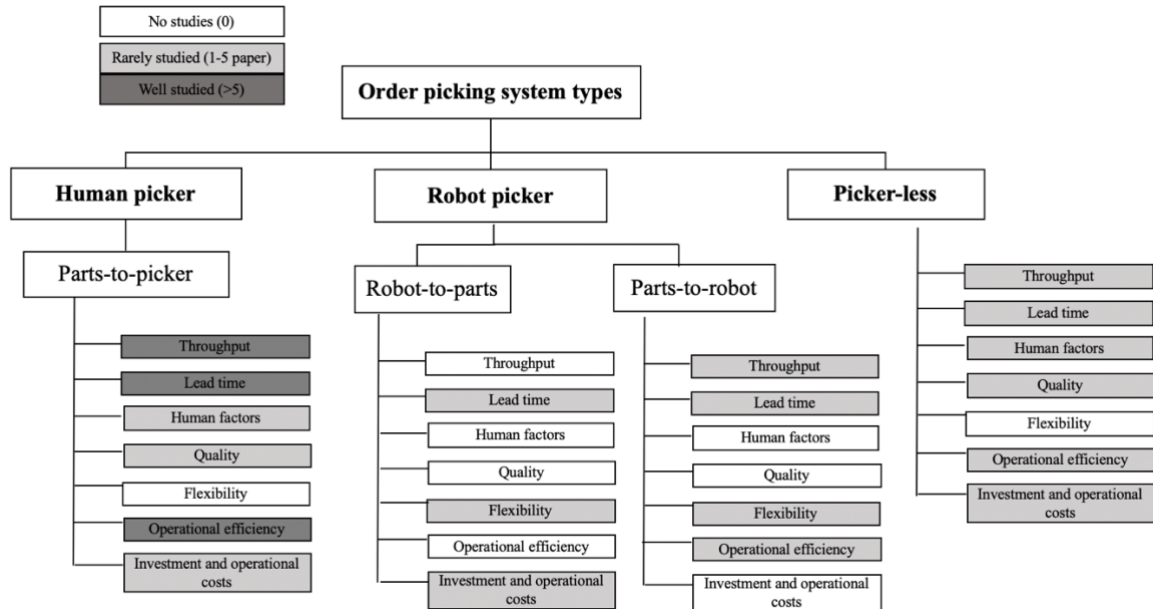 No studies (0)
Rarely studied (1-5 paper)
Well studied (>5)
Order picking system types
Human picker
Robot picker
Picker-less
Parts-to-picker
Throughput
Lead time
Human factors
Quality
Flexibility
Operational efficiency
Investment and operational
costs
Robot-to-parts
Throughput
Lead time
Human factors
Quality
Flexibility
Operational efficiency
Investment and operational
costs
Parts-to-robot
Throughput
Lead time
Human factors
Quality
Flexibility
Operational efficiency
Investment and operational
costs
Throughput
Lead time
Human factors
Quality
Flexibility
Operational efficiency
Investment and operational
costs